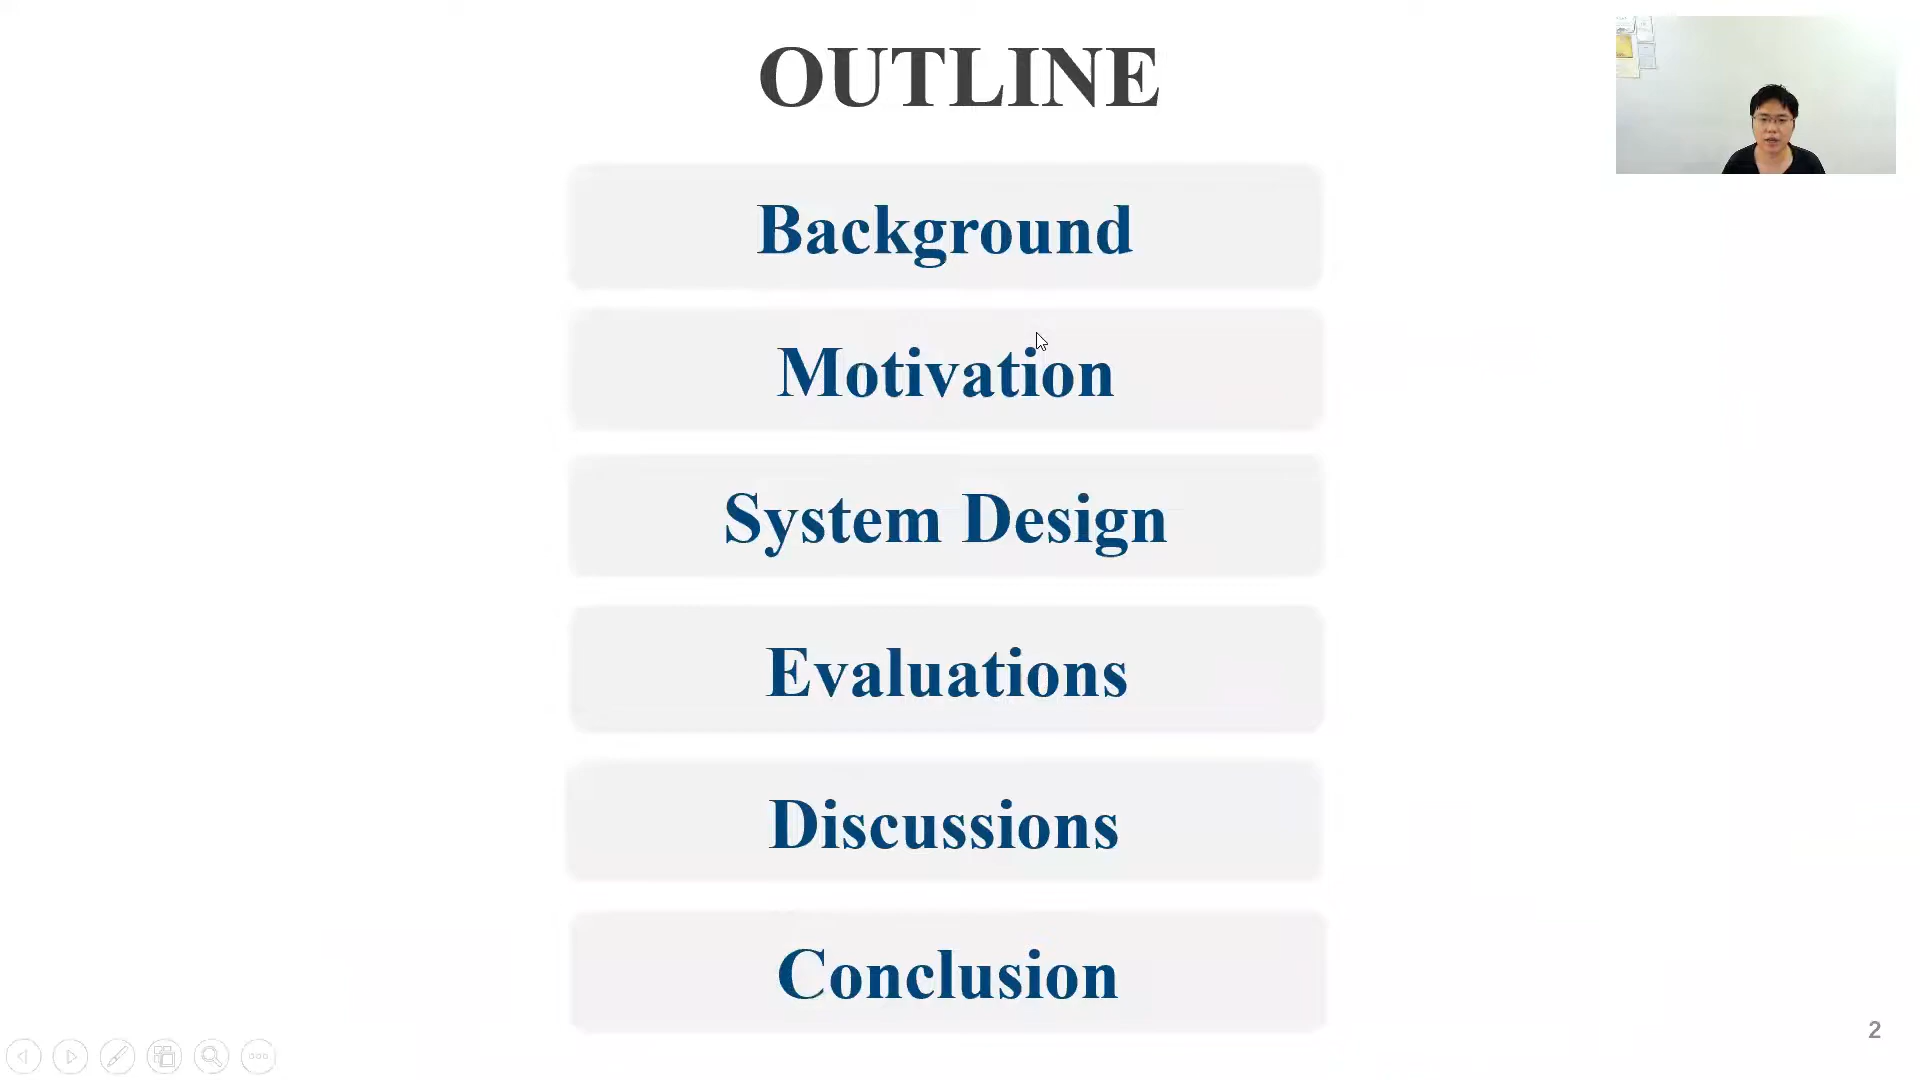 OUTLINE
Background
Motivation
System Design
Evaluations
Discussions
Conclusion
2